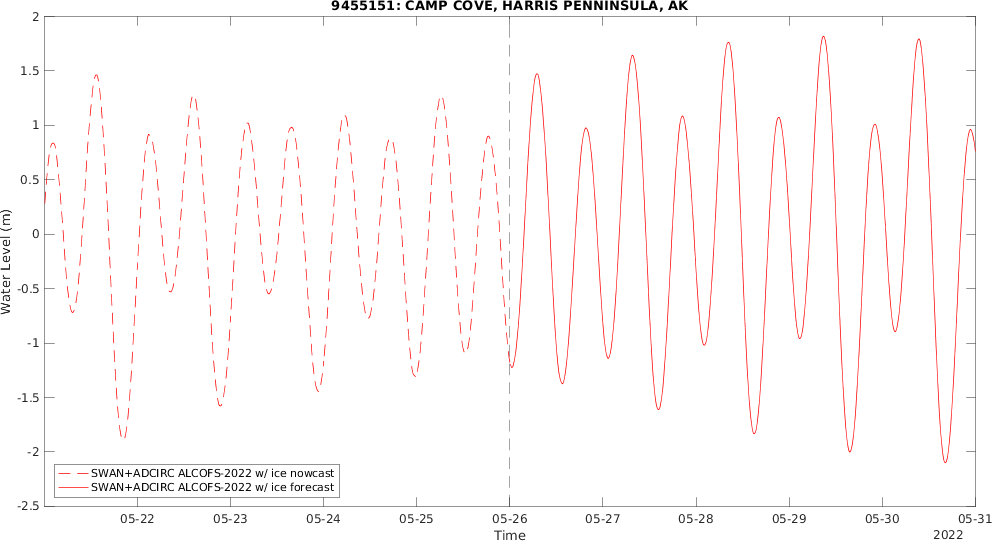 9455151: CAMP COVE, HARRIS PENNINSULA, AK
2
1.5
1
0.5
0
-0.5
-1
-1.5
-2
-2.5
Water Level (m)
SWAN+ADCIRC ALCOFS-2022 w/ ice nowcast
SWAN+ADCIRC ALCOFS-2022 w/ ice forecast
05-22 05-23 05-24 05-25 05-26 05-27 05-28 05-29 05-30 05-31
Time
2022